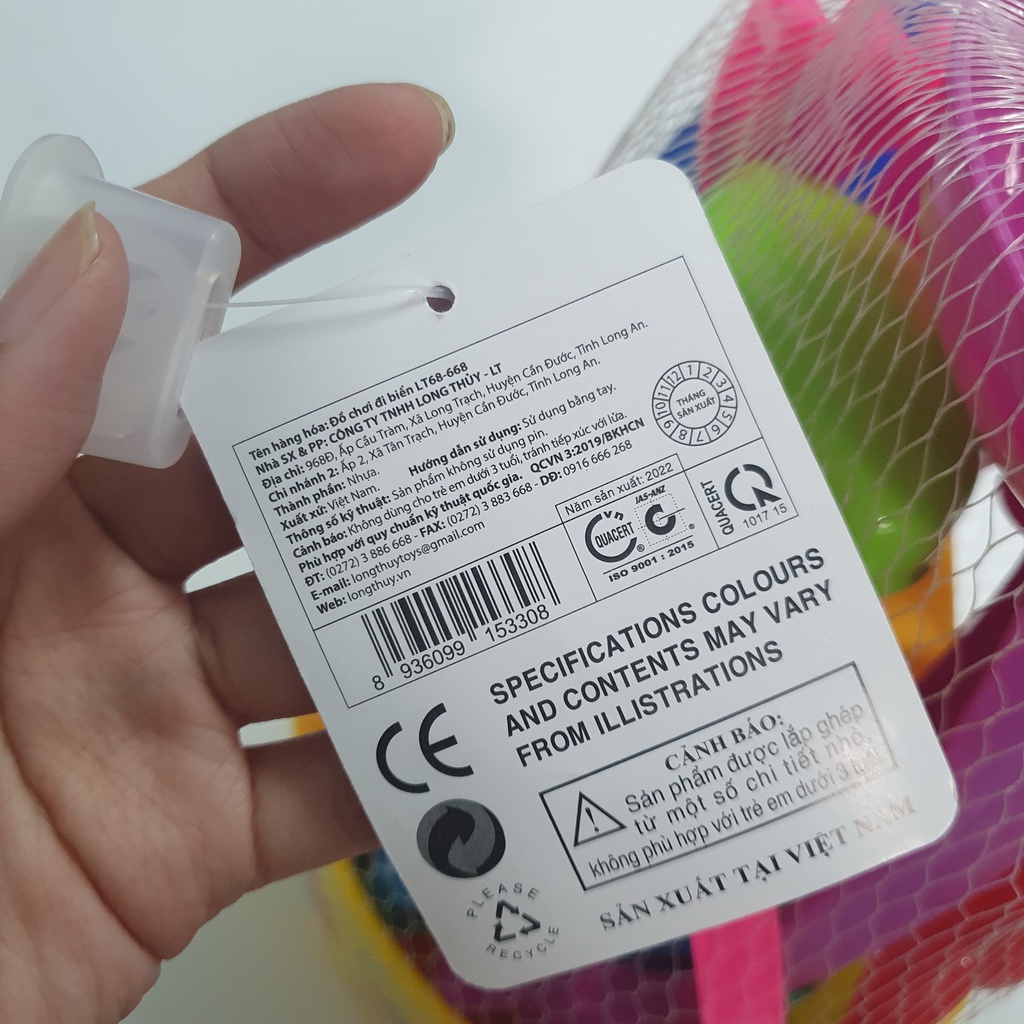 Tên hàng hóa: Đồ chơi đi biển LT68-668
Nhà SX & PP: CÔNG TY TNHH LONG THỦY - LT
Địa chỉ: 968Đ, Ấp Cầu Tràm, Xã Long Trạch, Huyện Cần Đước, Tỉnh Long An.
Chi nhánh 2: Ấp 2, Xã Tân Trạch, Huyện Cần Đước, Tỉnh Long An.
Thành phần: Nhựa.
Xuất xứ: Việt Nam. Hướng dẫn sử dụng: Sử dụng bằng tay.
Thông số kỹ thuật: Sản phẩm không sử dụng pin.
Cảnh báo: Không dùng cho trẻ em dưới 3 tuổi, tránh tiếp xúc với lửa.
Phù hợp với quy chuẩn kỹ thuật quốc gia. QCVN 3:2019/BKHCN
ĐT: (0272) 3 886 668 - FAX: (0272) 3 883 668 - DĐ: 0916 666 268
E-mail: longthuytoys@gmail.com
Web: longthuy.vn
1 2 3 4 5 6 7 8 9 10 11 12
THÁNG
SẢN XUẤT
Năm sản xuất: 2022
QUACERT
JAS-ANZ
®
®
ISO 9001 : 2015
QUACERT
1017 15
8 936099 153308
SPECIFICATIONS COLOURS
AND CONTENTS MAY VARY
FROM ILLISTRATIONS
CE
CẢNH BÁO:
Sản phẩm được lắp ghép
từ một số chi tiết nhỏ
không phù hợp với trẻ em dưới 3 tuổi
!
SẢN XUẤT TẠI VIỆT NAM
PLEASE
RECYCLE